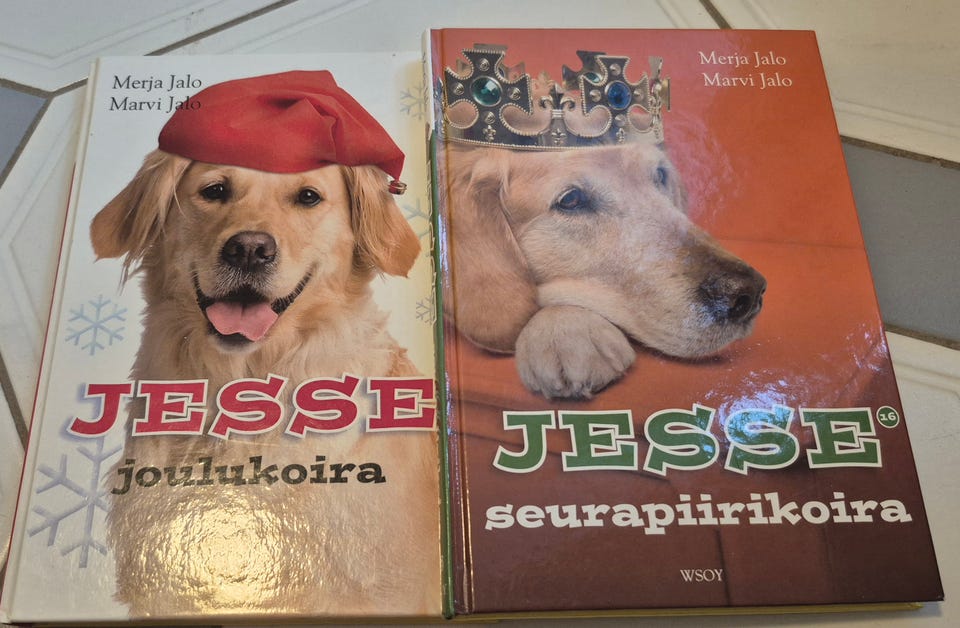 Merja Jalo
Marvi Jalo
JESSE
joulukoira
Merja Jalo
Marvi Jalo
JESSE 16
seurapiirikoira
WSOY